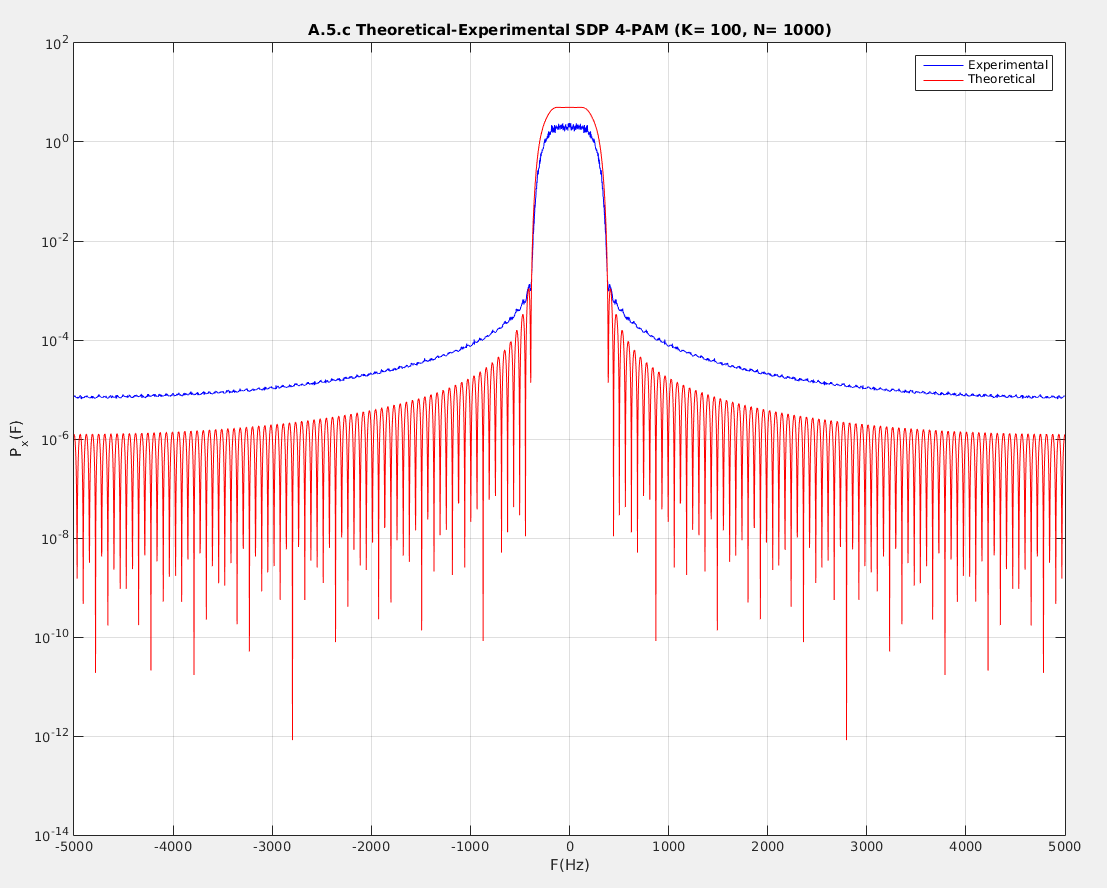 A.5.c Theoretical-Experimental SDP 4-PAM (K= 100, N= 1000)
Experimental
Theoretical
10^2
10^0
10^-2
10^-4
10^-6
10^-8
10^-10
10^-12
10^-14
P_x(F)
-5000 -4000 -3000 -2000 -1000 0 1000 2000 3000 4000 5000
F(Hz)